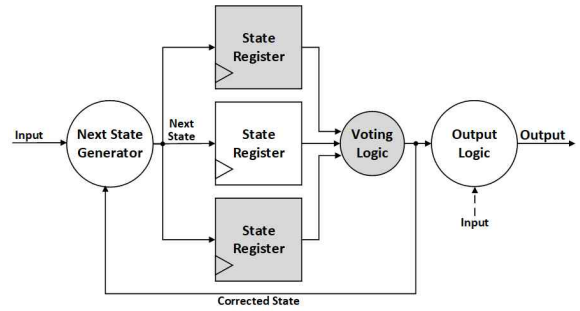 State
Register
Input
Next State
Generator
Next
State
State
Register
Voting
Logic
Output
Logic
Output
State
Register
Input
Corrected State